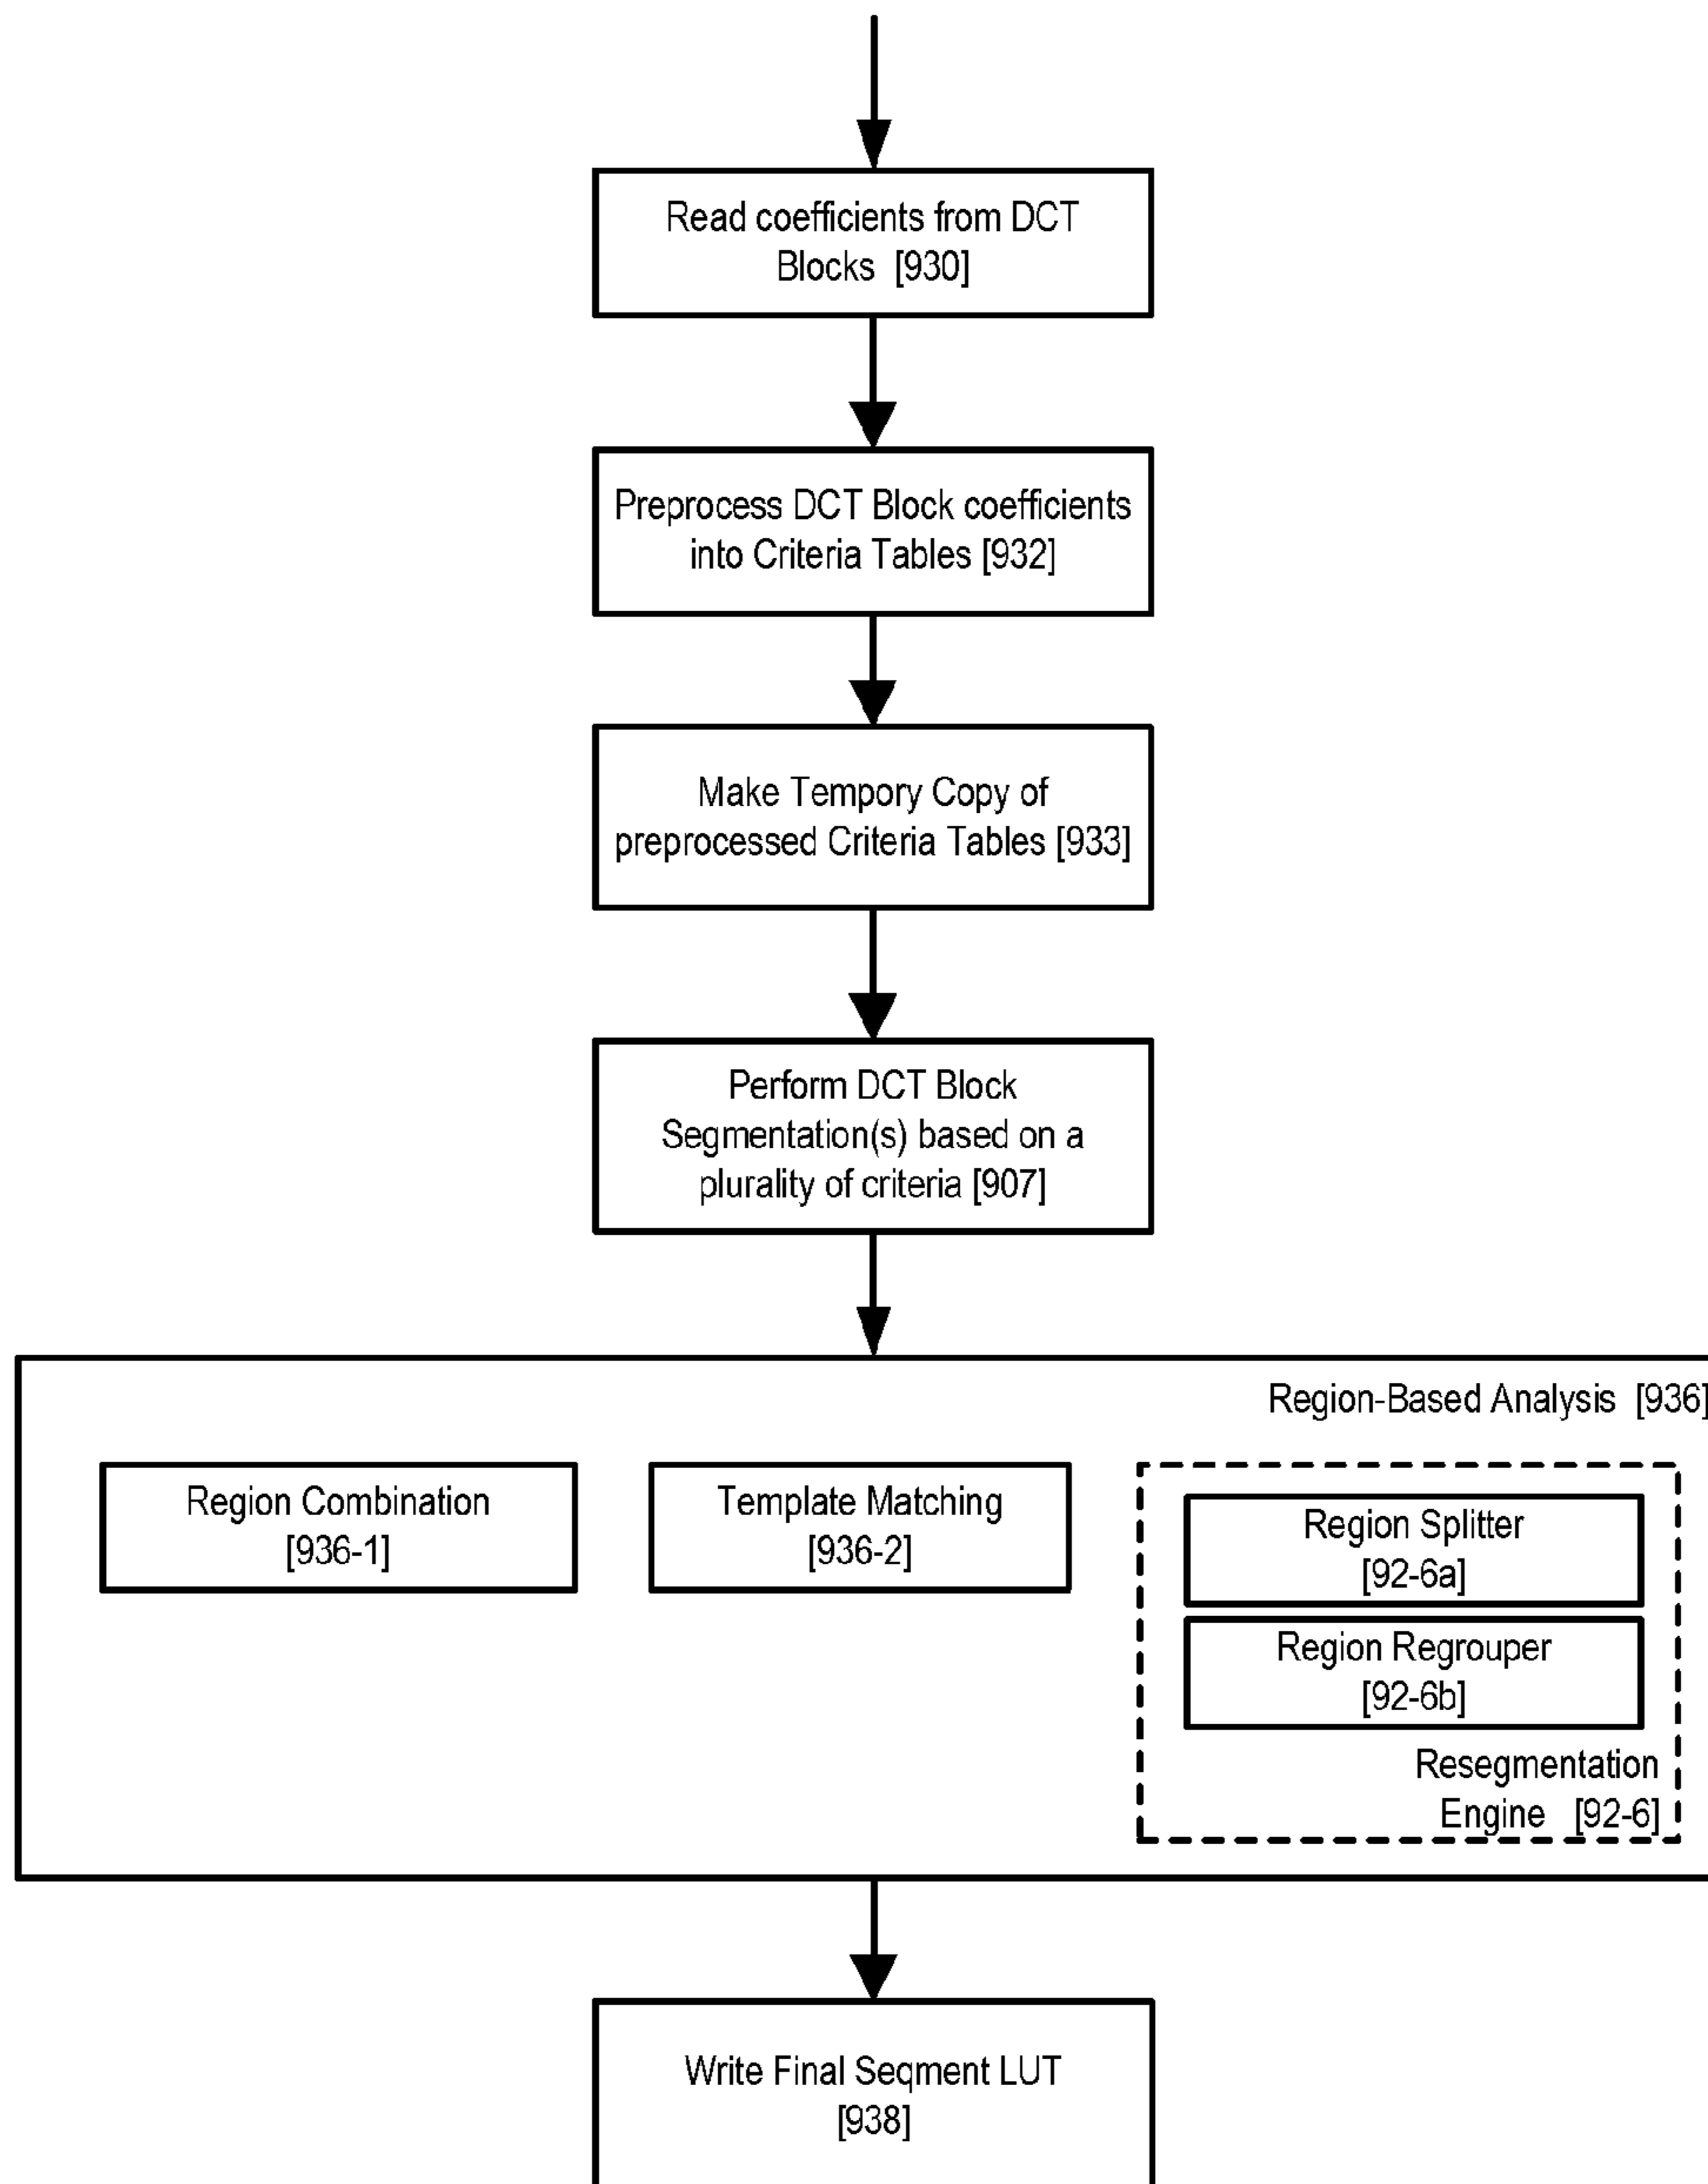 Read coefficients from DCT
Blocks [930]
Preprocess DCT Block coefficients
into Criteria Tables [932]
Make Tempory Copy of
preprocessed Criteria Tables [933]
Perform DCT Block
Segmentation(s) based on a
plurality of criteria [907]
Region-Based Analysis [936]
Region Combination
[936-1]
Template Matching
[936-2]
Region Splitter
[92-6a]
Region Regrouper
[92-6b]
Resegmentation
Engine [92-6]
Write Final Seqment LUT
[938]